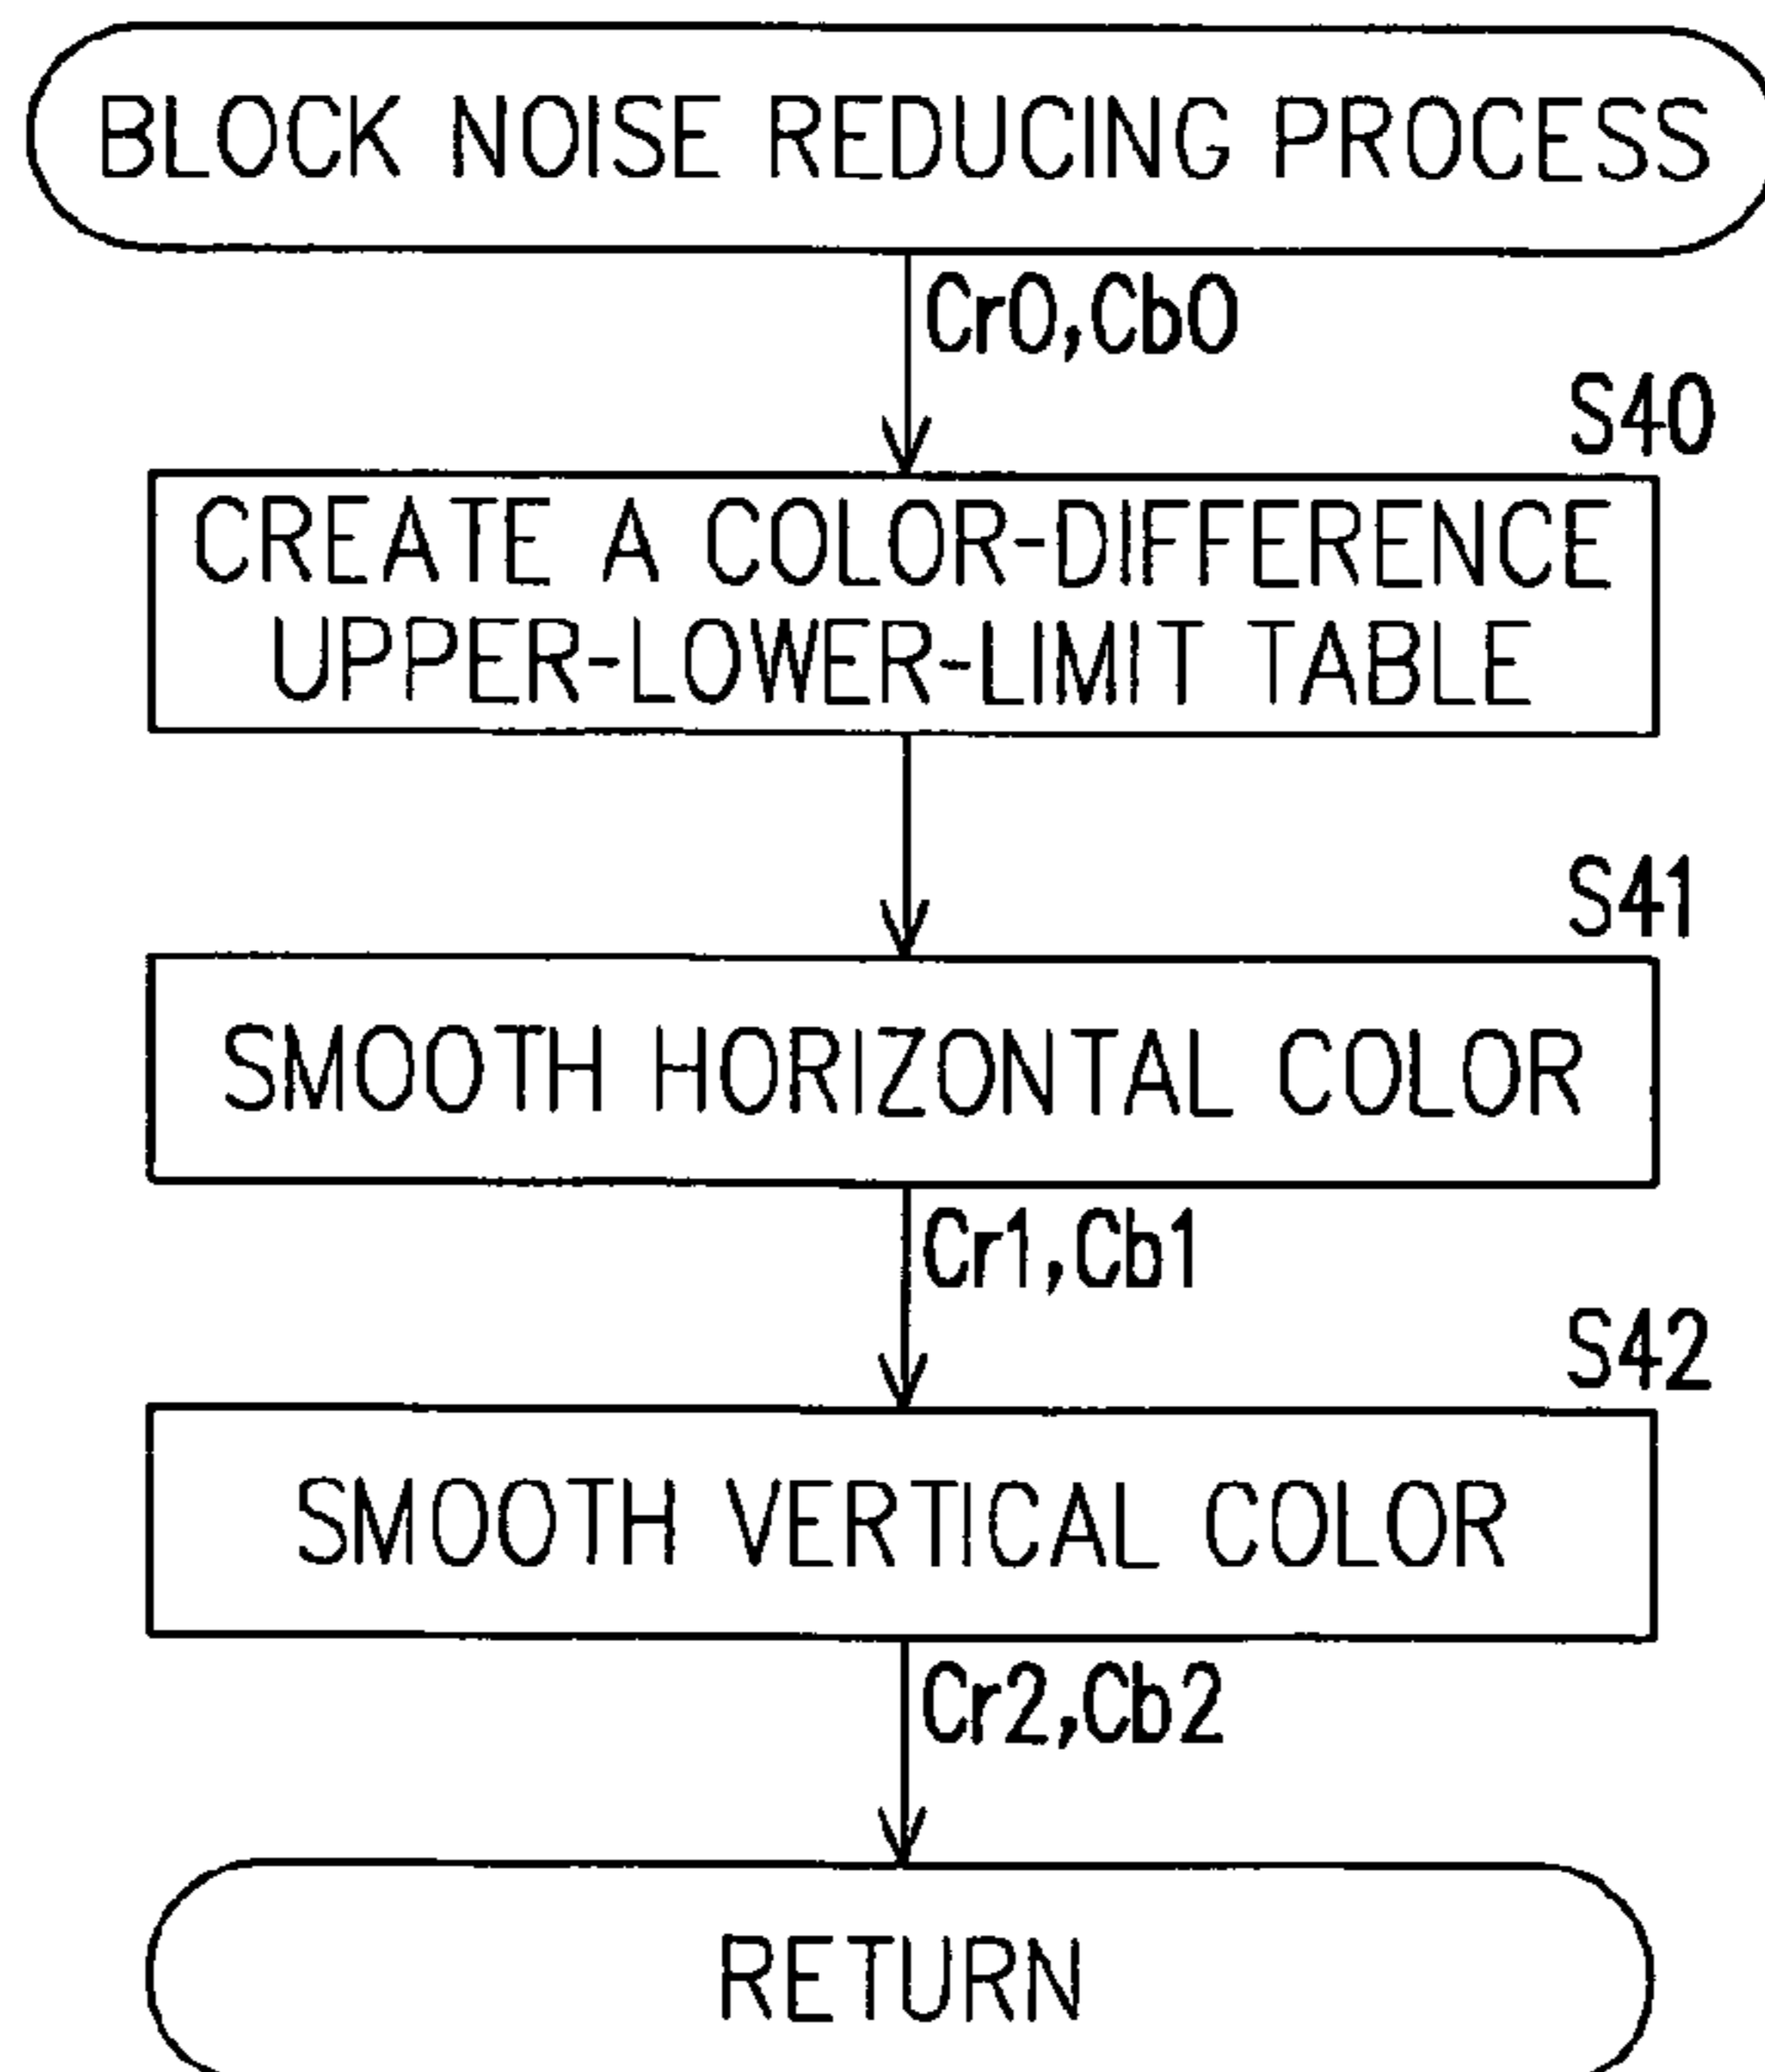 BLOCK NOISE REDUCING PROCESS
Cr0,Cb0
S40
CREATE A COLOR-DIFFERENCE
UPPER-LOWER-LIMIT TABLE
S41
SMOOTH HORIZONTAL COLOR
Cr1,Cb1
S42
SMOOTH VERTICAL COLOR
Cr2,Cb2
RETURN